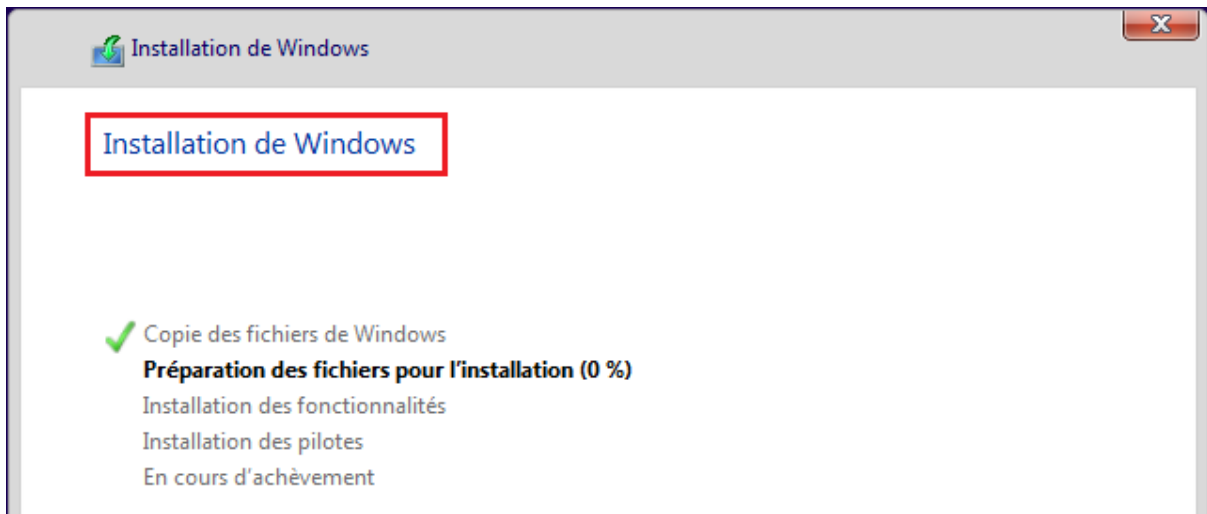 Installation de Windows
Installation de Windows
Copie des fichiers de Windows
Préparation des fichiers pour l'installation (0 %)
Installation des fonctionnalités
Installation des pilotes
En cours d'achèvement